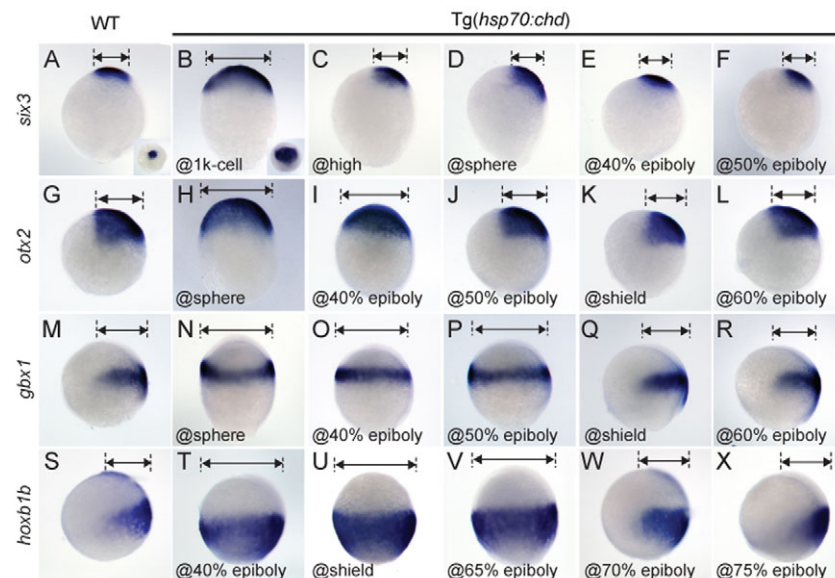 WT
Tg(hsp70:chd)
six3
A
B
C
D
E
F
@1k-cell
@high
@sphere
@40% epiboly
@50% epiboly
otx2
G
H
I
J
K
L
@sphere
@40% epiboly
@50% epiboly
@shield
@60% epiboly
gbx1
M
N
O
P
Q
R
@sphere
@40% epiboly
@50% epiboly
@shield
@60% epiboly
hoxb1b
S
T
U
V
W
X
@40% epiboly
@shield
@65% epiboly
@70% epiboly
@75% epiboly